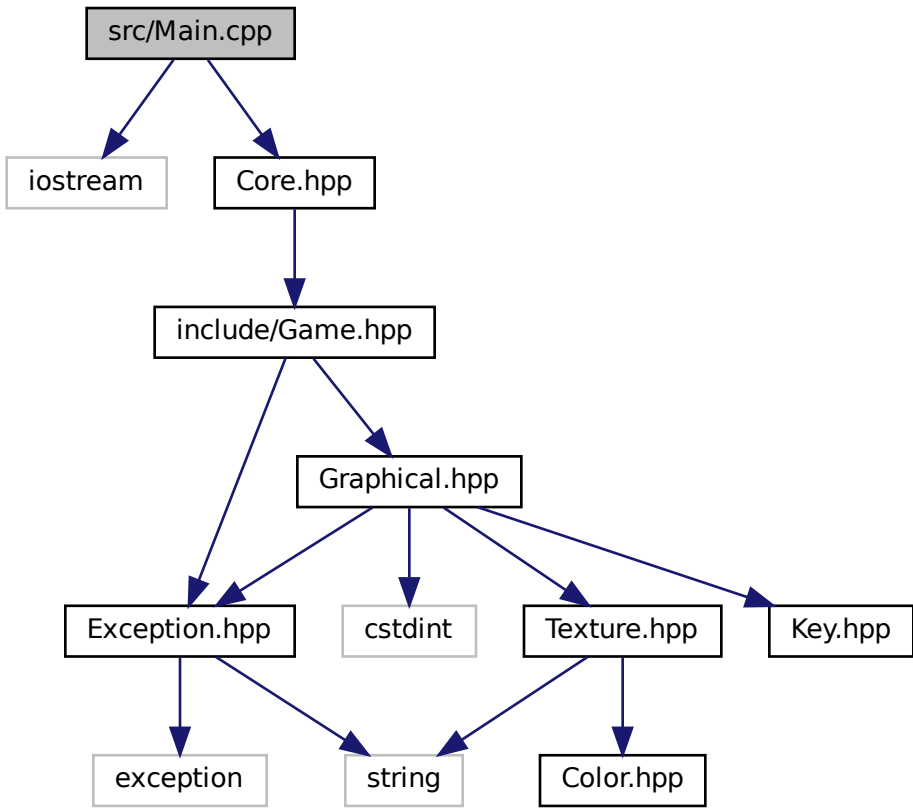 src/Main.cpp
iostream
Core.hpp
include/Game.hpp
Graphical.hpp
Exception.hpp
cstdint
Texture.hpp
Key.hpp
exception
string
Color.hpp